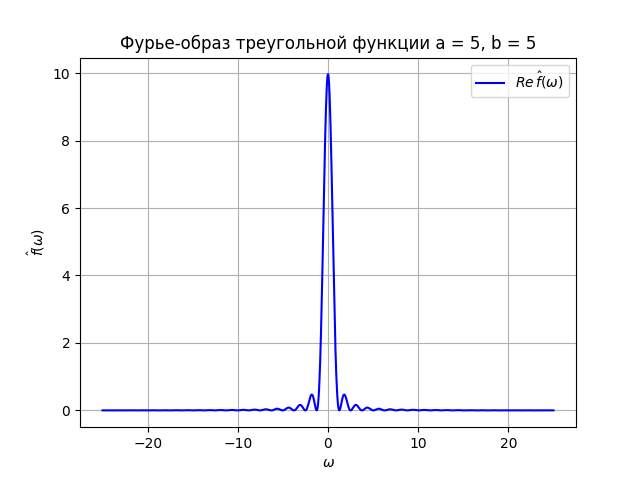 Фурье-образ треугольной функции a = 5, b = 5
Re f̂(ω)
10
8
6
4
2
0
f̂(ω)
−20
−10
0
10
20
ω